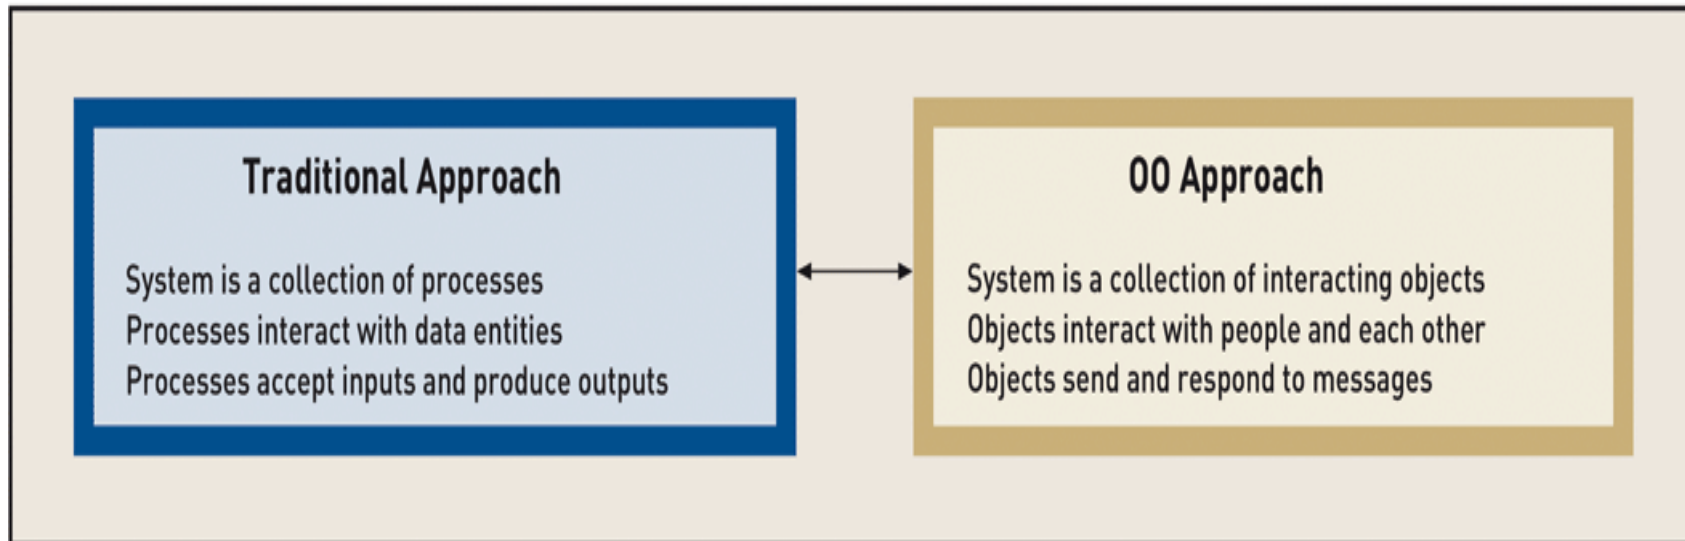 Traditional Approach
System is a collection of processes
Processes interact with data entities
Processes accept inputs and produce outputs
OO Approach
System is a collection of interacting objects
Objects interact with people and each other
Objects send and respond to messages